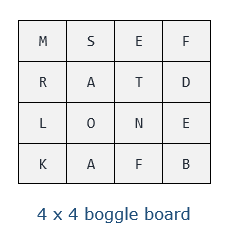 M S E F
R A T D
L O N E
K A F B
4 x 4 boggle board